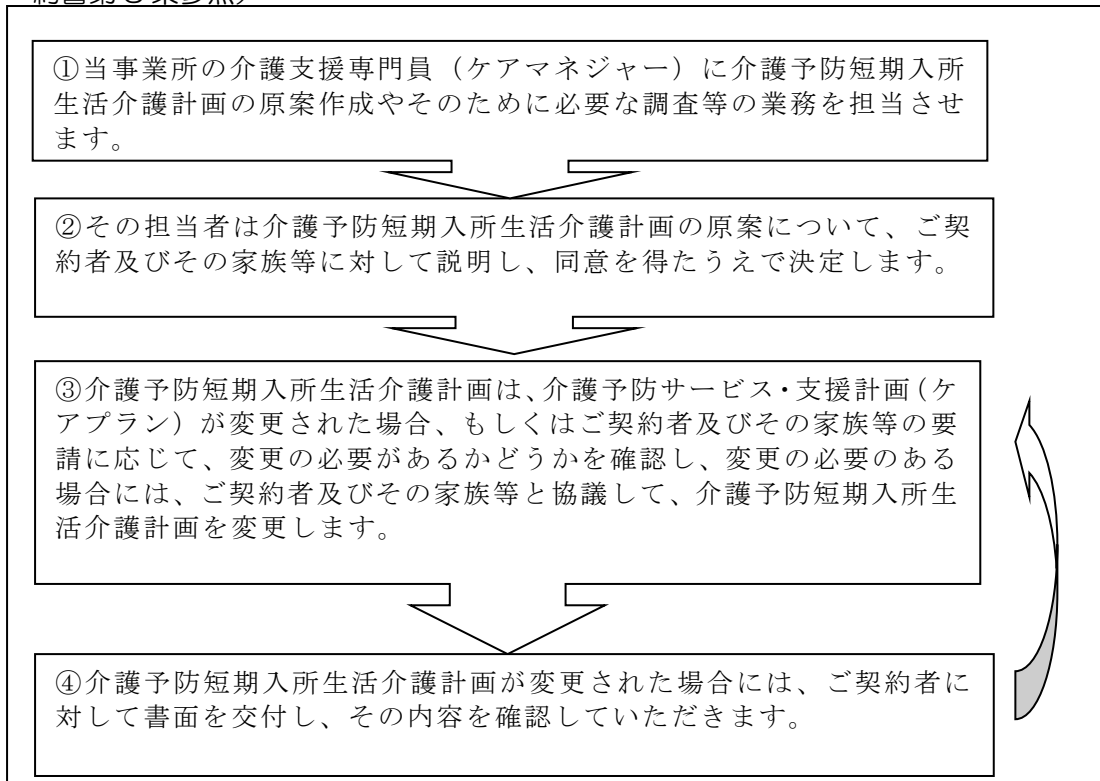 ①当事業所の介護支援専門員（ケアマネジャー）に介護予防短期入所
生活介護計画の原案作成やそのために必要な調査等の業務を担当させ
ます。
②その担当者は介護予防短期入所生活介護計画の原案について、ご契
約者及びその家族等に対して説明し、同意を得たうえで決定します。
③介護予防短期入所生活介護計画は、介護予防サービス・支援計画（ケ
アプラン）が変更された場合、もしくはご契約者及びその家族等の要
請に応じて、変更の必要があるかどうかを確認し、変更の必要のある
場合には、ご契約者及びその家族等と協議して、介護予防短期入所生
活介護計画を変更します。
④介護予防短期入所生活介護計画が変更された場合には、ご契約者に
対して書面を交付し、その内容を確認していただきます。